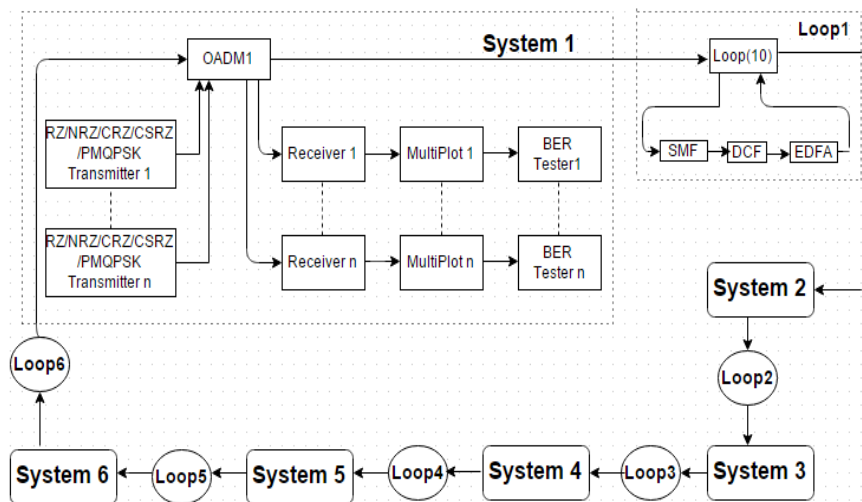 System 1
Loop1
OADM1
Loop(10)
RZ/NRZ/CRZ/CSRZ
/PMQPSK
Transmitter 1
Receiver 1
MultiPlot 1
BER
Tester1
SMF
DCF
EDFA
RZ/NRZ/CRZ/CSRZ
/PMQPSK
Transmitter n
Receiver n
MultiPlot n
BER
Tester n
System 2
Loop6
Loop2
System 6
Loop5
System 5
Loop4
System 4
Loop3
System 3